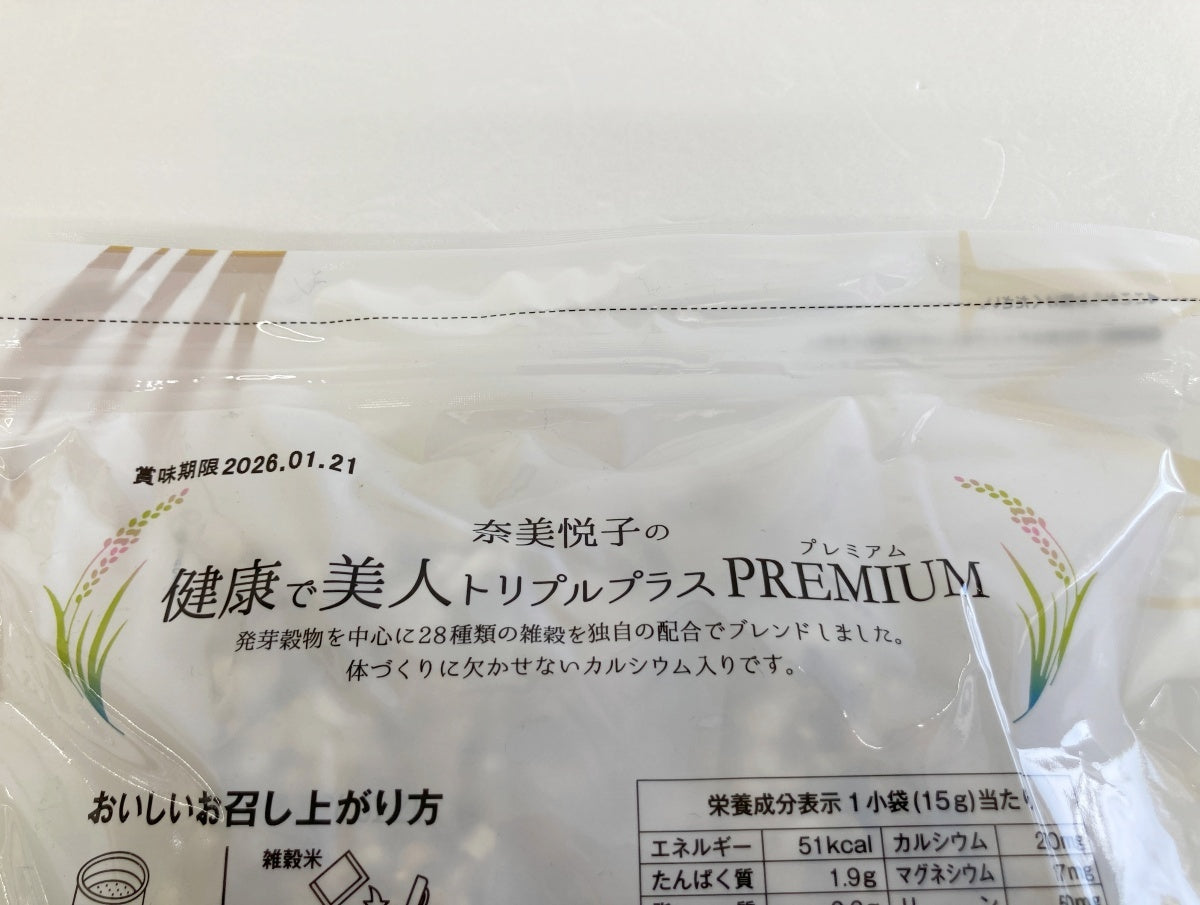 賞味期限2026.01.21
奈美悦子の
プレミアム
健康で美人トリプルプラスPREMIUM
発芽穀物を中心に28種類の雑穀を独自の配合でブレンドしました。
体づくりに欠かせないカルシウム入りです。
おいしいお召し上がり方
雑穀米
栄養成分表示 1小袋(15g)当たり
エネルギー 51kcal カルシウム 20mg
たんぱく質 1.9g マグネシウム 17mg